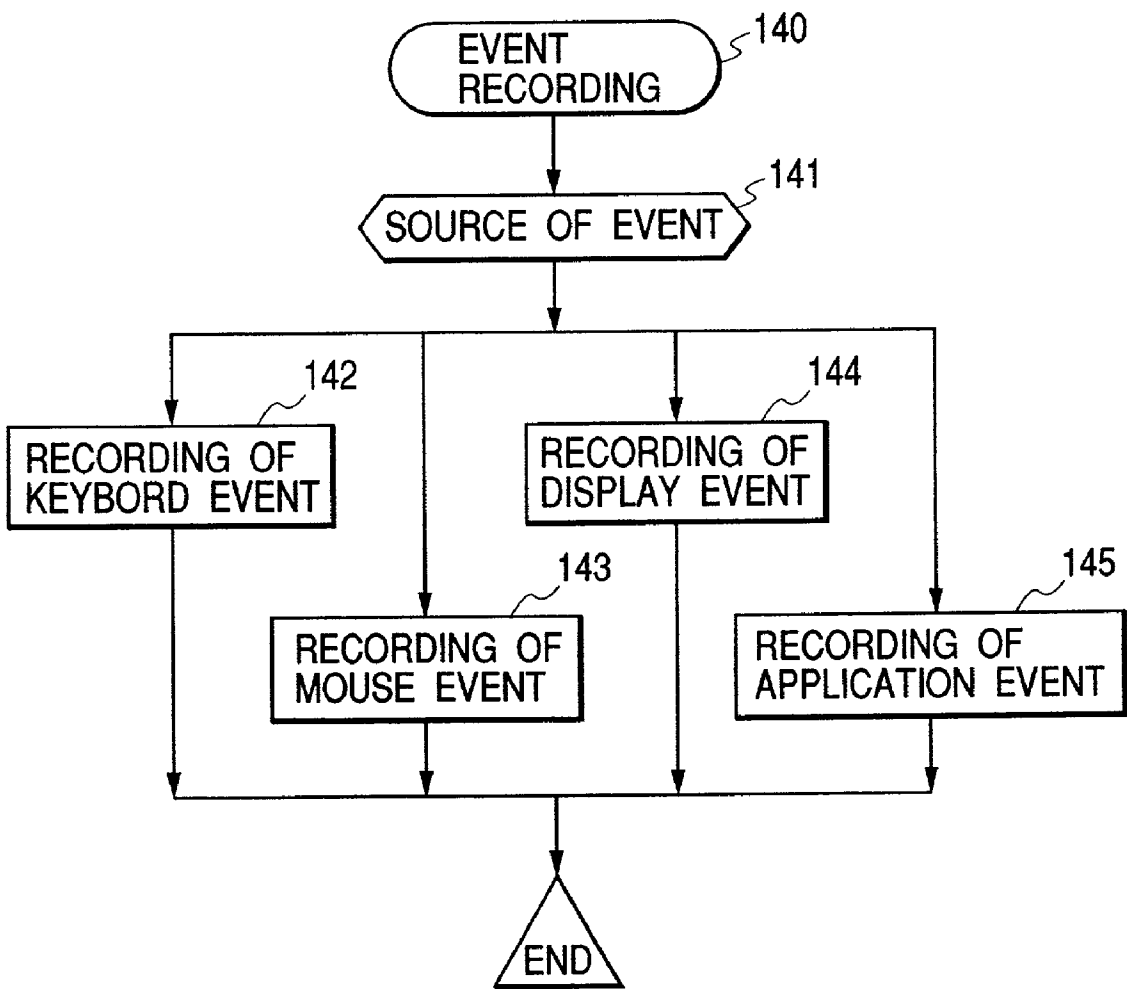 EVENT
RECORDING
140
SOURCE OF EVENT
141
142
RECORDING OF
KEYBORD EVENT
144
RECORDING OF
DISPLAY EVENT
143
RECORDING OF
MOUSE EVENT
145
RECORDING OF
APPLICATION EVENT
END